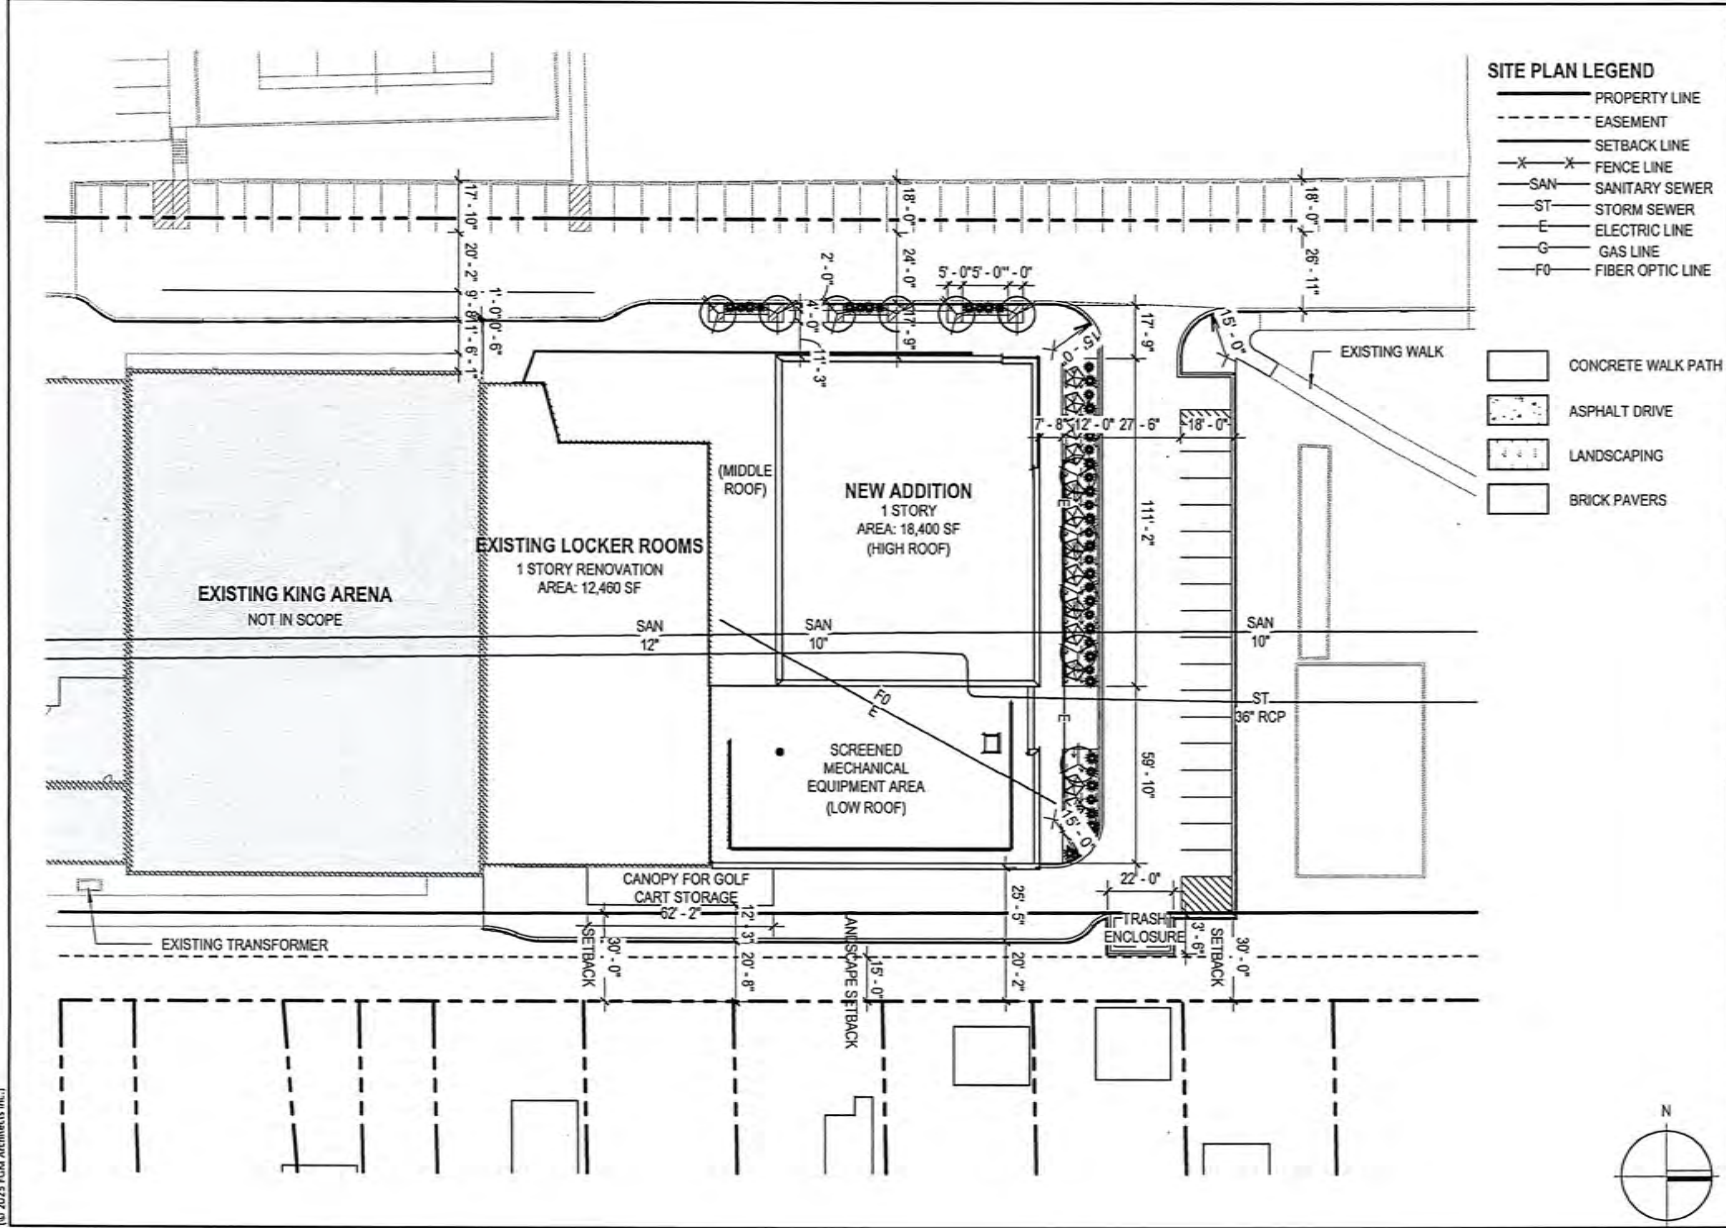 SITE PLAN LEGEND
PROPERTY LINE
EASEMENT
SETBACK LINE
X X FENCE LINE
SAN SANITARY SEWER
ST STORM SEWER
E ELECTRIC LINE
G GAS LINE
FO FIBER OPTIC LINE
CONCRETE WALK PATH
ASPHALT DRIVE
LANDSCAPING
BRICK PAVERS
17' - 10"
18' - 0"
18' - 0"
20' - 2"
24' - 0"
26' - 11"
2' - 0"
5' - 0"
5' - 0"
1' - 0"
4' - 0"
17' - 9"
11' - 3"
15' - 0"
17' - 9"
15' - 0"
EXISTING WALK
7' - 8"
12' - 0"
27' - 6"
18' - 0"
(MIDDLE
ROOF)
NEW ADDITION
1 STORY
AREA: 18,400 SF
(HIGH ROOF)
E
111' - 2"
EXISTING LOCKER ROOMS
1 STORY RENOVATION
AREA: 12,460 SF
EXISTING KING ARENA
NOT IN SCOPE
SAN
12"
SAN
10"
SAN
10"
FO
E
E
ST
36" RCP
SCREENED
MECHANICAL
EQUIPMENT AREA
(LOW ROOF)
59' - 10"
15' - 0"
CANOPY FOR GOLF
CART STORAGE
62' - 2"
12' - 3"
25' - 5"
22' - 0"
TRASH
ENCLOSURE
3' - 6"
EXISTING TRANSFORMER
SETBACK
30' - 0"
20' - 8"
LANDSCAPE SETBACK
15' - 0"
20' - 2"
SETBACK
30' - 0"
N